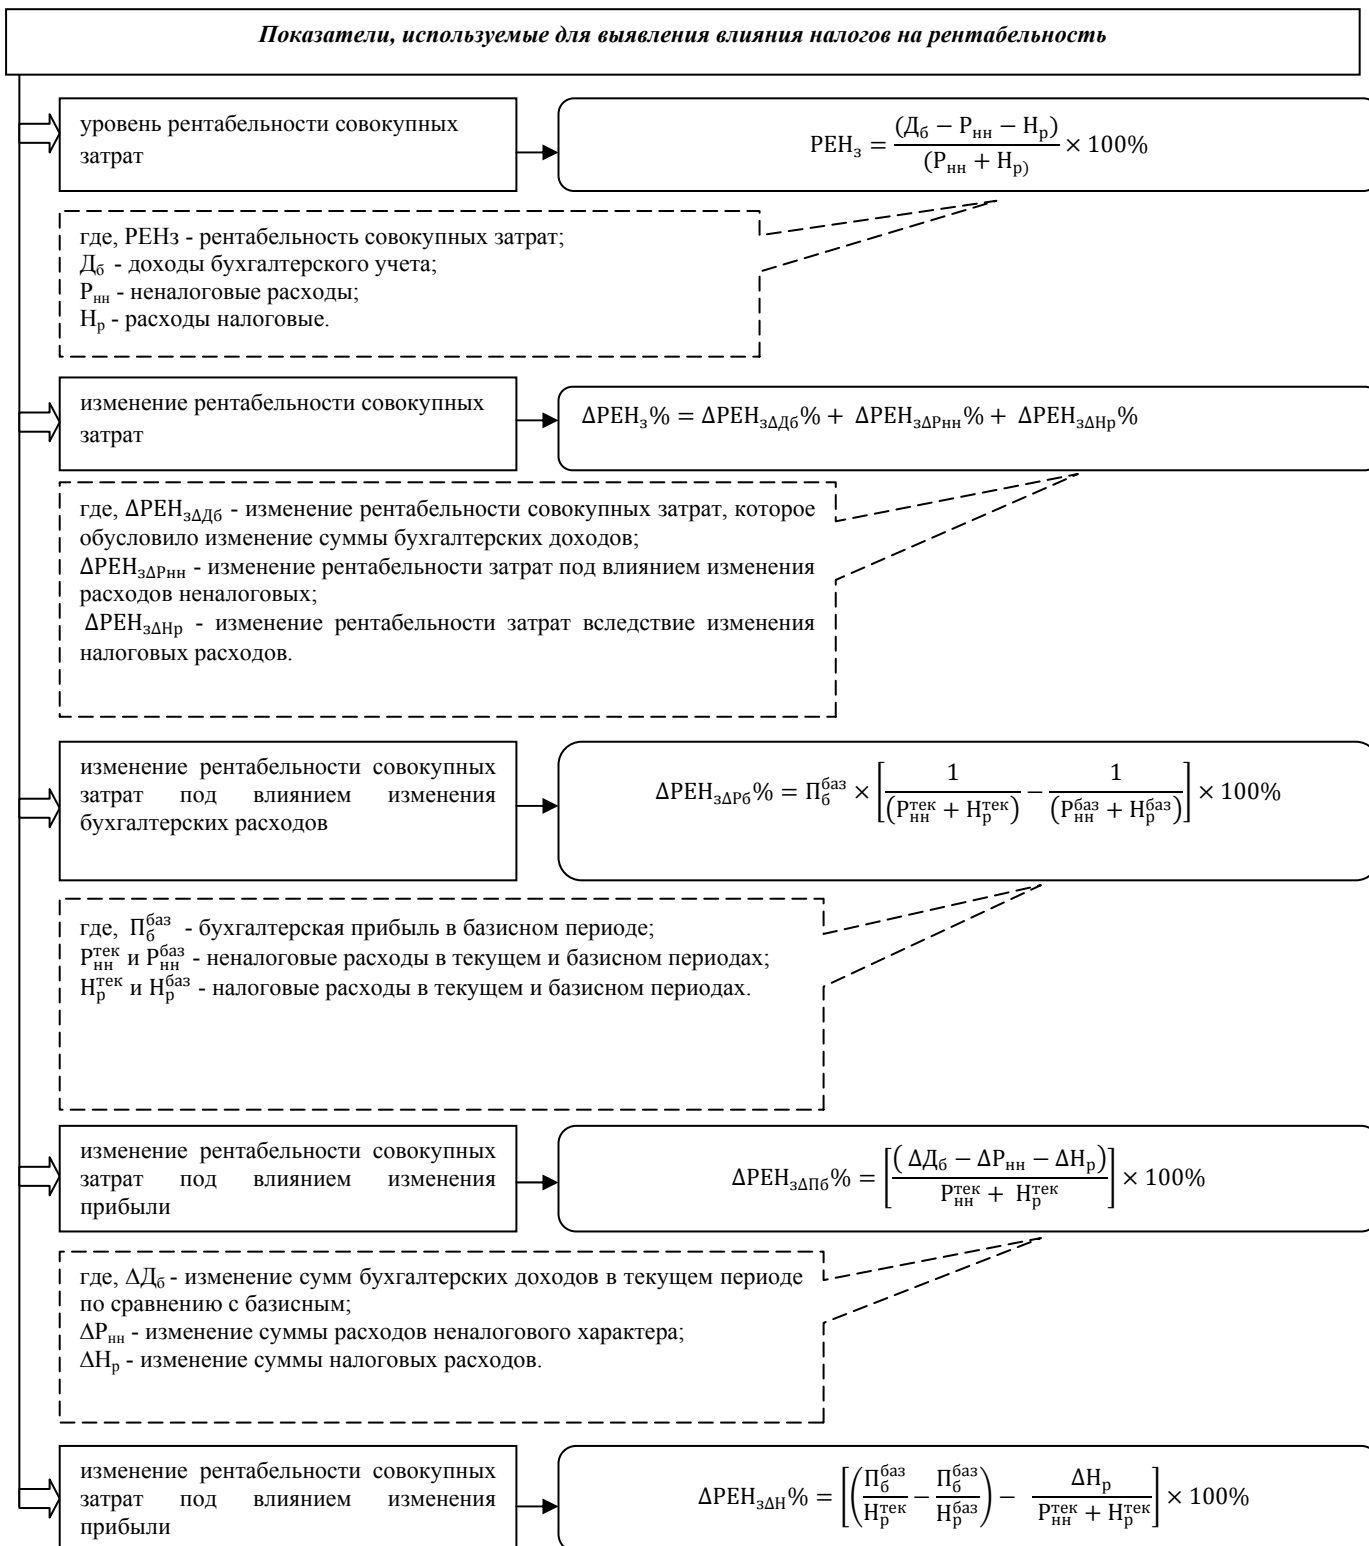 Показатели, используемые для выявления влияния налогов на рентабельность
уровень рентабельности совокупных
затрат
РЕН_з = (Д_б − Р_нн − Н_р) / (Р_нн + Н_р) × 100%
где, РЕНз - рентабельность совокупных затрат;
Д_б - доходы бухгалтерского учета;
Р_нн - неналоговые расходы;
Н_р - расходы налоговые.
изменение рентабельности совокупных
затрат
ΔРЕН_з% = ΔРЕН_зΔДб% + ΔРЕН_зΔРнн% + ΔРЕН_зΔНр%
где, ΔРЕН_зΔДб - изменение рентабельности совокупных затрат, которое
обусловило изменение суммы бухгалтерских доходов;
ΔРЕН_зΔРнн - изменение рентабельности затрат под влиянием изменения
расходов неналоговых;
ΔРЕН_зΔНр - изменение рентабельности затрат вследствие изменения
налоговых расходов.
изменение рентабельности совокупных
затрат под влиянием изменения
бухгалтерских расходов
ΔРЕН_зΔРб% = П_б^баз × [1 / (Р_нн^тек + Н_р^тек) − 1 / (Р_нн^баз + Н_р^баз)] × 100%
где, П_б^баз - бухгалтерская прибыль в базисном периоде;
Р_нн^тек и Р_нн^баз - неналоговые расходы в текущем и базисном периодах;
Н_р^тек и Н_р^баз - налоговые расходы в текущем и базисном периодах.
изменение рентабельности совокупных
затрат под влиянием изменения
прибыли
ΔРЕН_зΔПб% = [(ΔД_б − ΔР_нн − ΔН_р) / Р_нн^тек + Н_р^тек] × 100%
где, ΔД_б - изменение сумм бухгалтерских доходов в текущем периоде
по сравнению с базисным;
ΔР_нн - изменение суммы расходов неналогового характера;
ΔН_р - изменение суммы налоговых расходов.
изменение рентабельности совокупных
затрат под влиянием изменения
прибыли
ΔРЕН_зΔН% = [(П_б^баз / Н_р^тек − П_б^баз / Н_р^баз) − ΔН_р / Р_нн^тек + Н_р^тек] × 100%